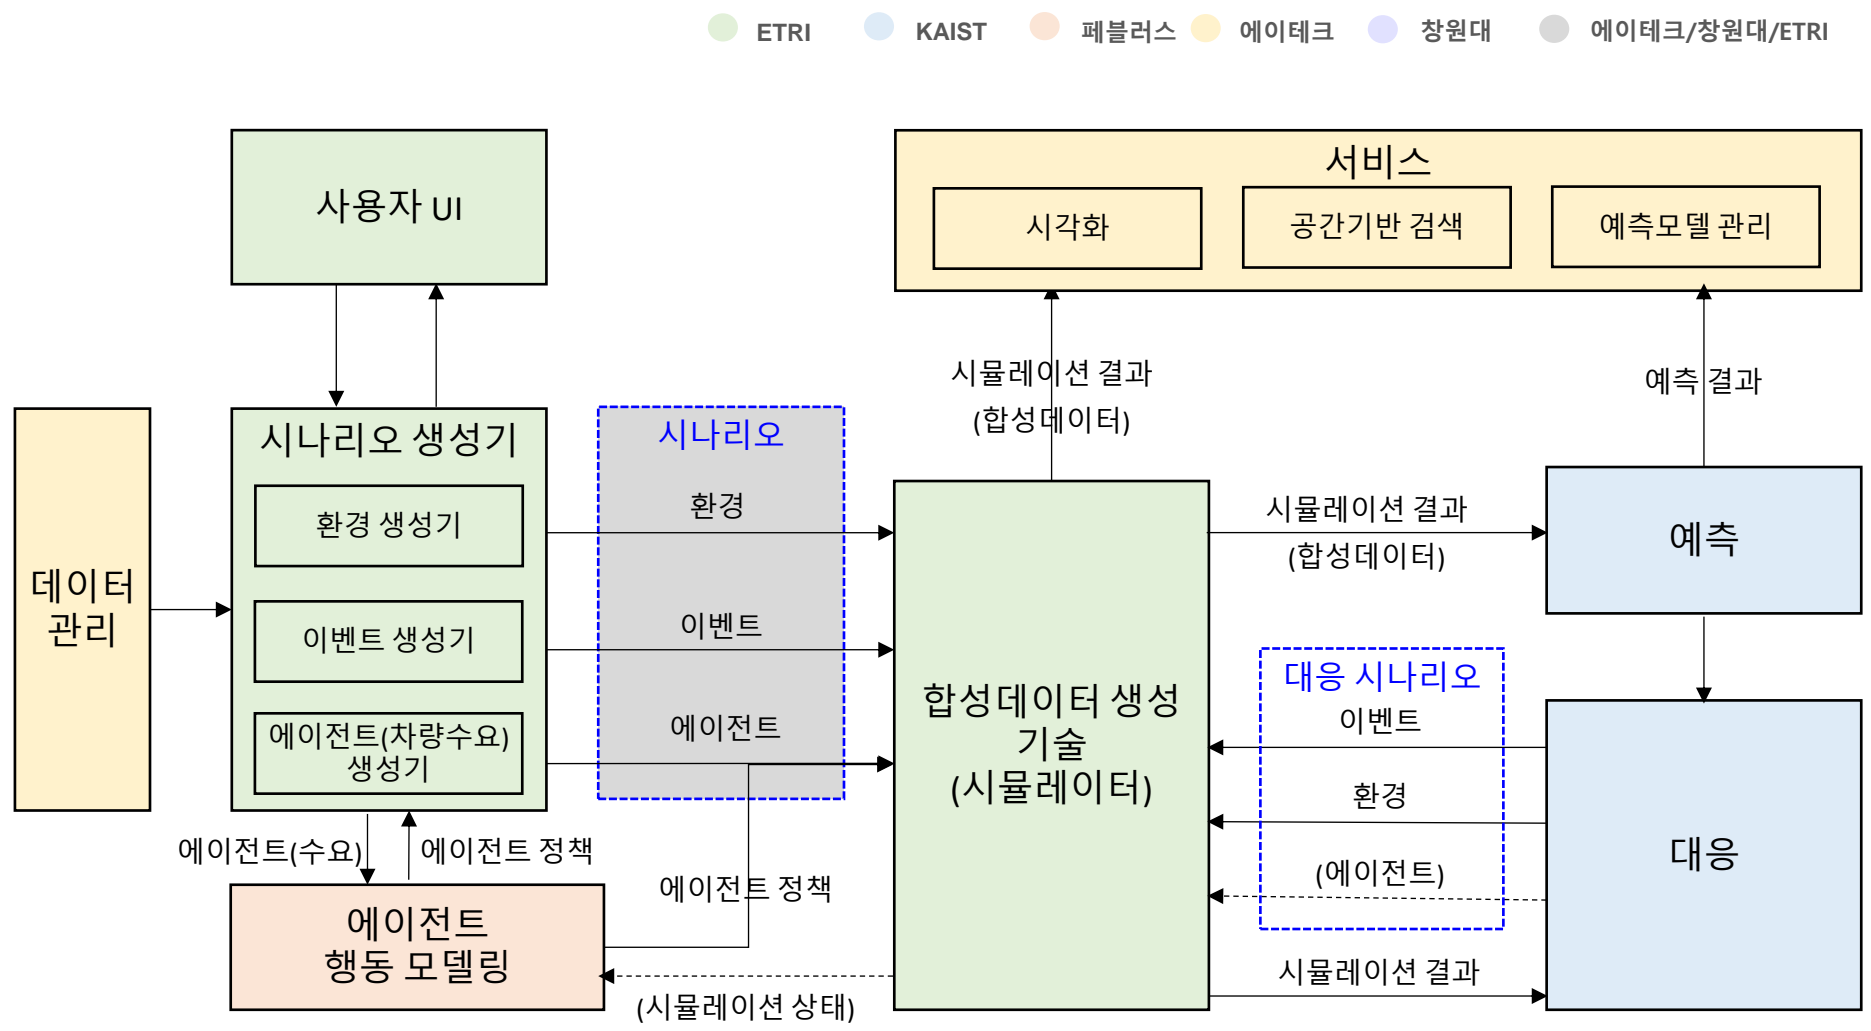 ETRI
KAIST
페블러스
에이테크
창원대
에이테크/창원대/ETRI
사용자 UI
서비스
시각화
공간기반 검색
예측모델 관리
시뮬레이션 결과
(합성데이터)
예측 결과
데이터
관리
시나리오 생성기
환경 생성기
이벤트 생성기
에이전트(차량수요)
생성기
시나리오
환경
이벤트
에이전트
합성데이터 생성
기술
(시뮬레이터)
시뮬레이션 결과
(합성데이터)
예측
대응 시나리오
이벤트
환경
(에이전트)
대응
시뮬레이션 결과
에이전트(수요)
에이전트 정책
에이전트 정책
에이전트
행동 모델링
(시뮬레이션 상태)